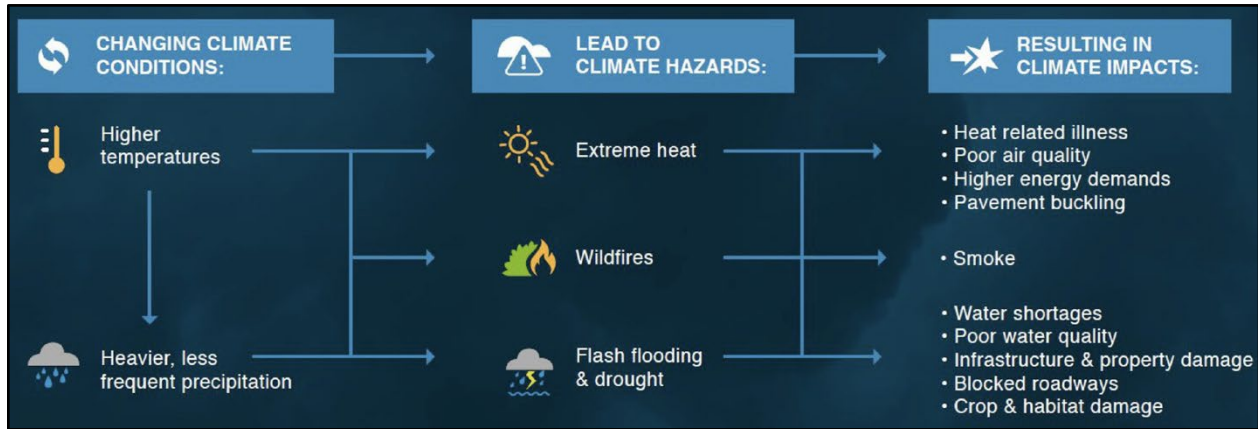 CHANGING CLIMATE
CONDITIONS:
LEAD TO
CLIMATE HAZARDS:
RESULTING IN
CLIMATE IMPACTS:
Higher
temperatures
Extreme heat
• Heat related illness
• Poor air quality
• Higher energy demands
• Pavement buckling
Wildfires
• Smoke
Heavier, less
frequent precipitation
Flash flooding
& drought
• Water shortages
• Poor water quality
• Infrastructure & property damage
• Blocked roadways
• Crop & habitat damage